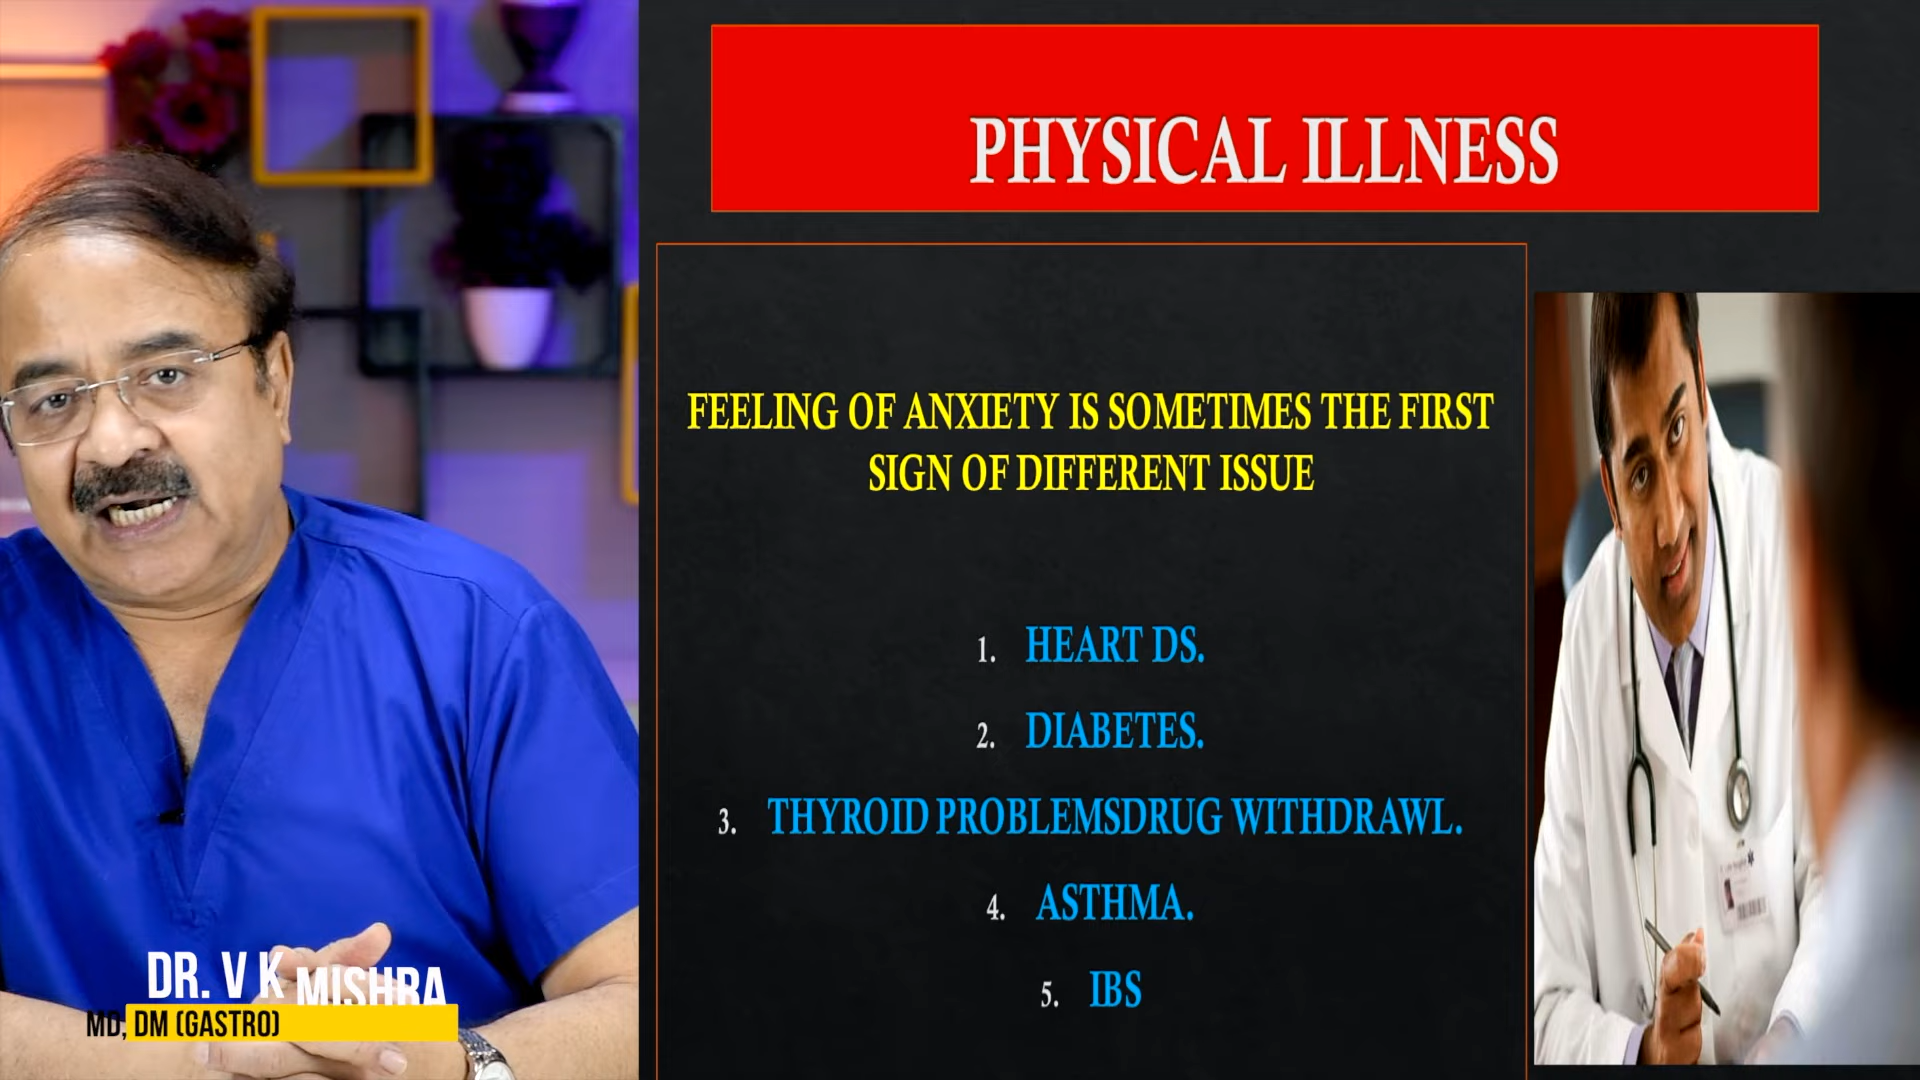 PHYSICAL ILLNESS
FEELING OF ANXIETY IS SOMETIMES THE FIRST
SIGN OF DIFFERENT ISSUE
1. HEART DS.
2. DIABETES.
3. THYROID PROBLEMSDRUG WITHDRAWL.
4. ASTHMA.
5. IBS
DR. V K MISHRA
MD, DM (GASTRO)